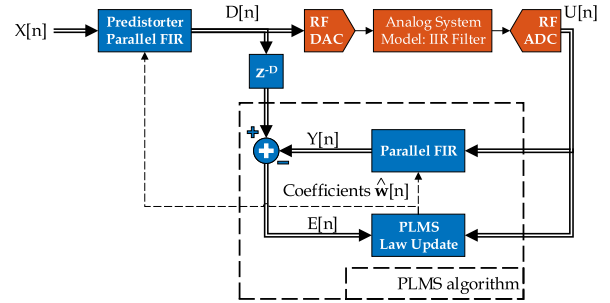 D[n]
U[n]
X[n]
Predistorter
Parallel FIR
RF
DAC
Analog System
Model: IIR Filter
RF
ADC
z-D
+
Y[n]
Parallel FIR
+
−
Coefficients ŵ[n]
E[n]
PLMS
Law Update
PLMS algorithm